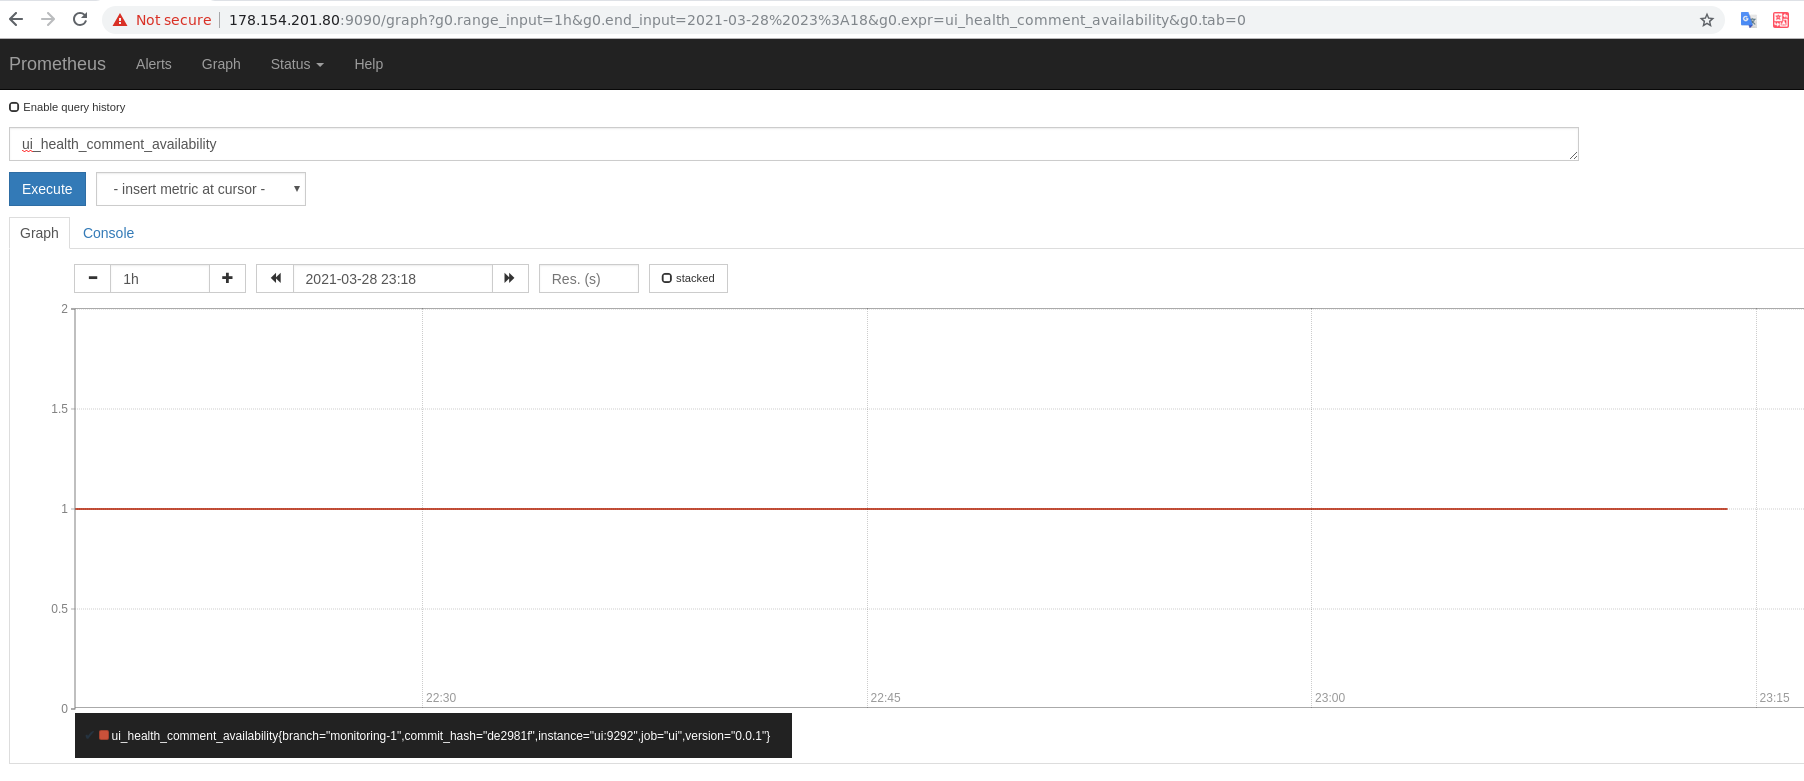 Not secure 178.154.201.80:9090/graph?g0.range_input=1h&g0.end_input=2021-03-28%2023%3A18&g0.expr=ui_health_comment_availability&g0.tab=0
Prometheus Alerts Graph Status Help
Enable query history
ui_health_comment_availability
Execute - insert metric at cursor -
Graph Console
1h 2021-03-28 23:18 Res. (s) stacked
2
1.5
1
0.5
0
22:30 22:45 23:00 23:15
ui_health_comment_availability{branch="monitoring-1",commit_hash="de2981f",instance="ui:9292",job="ui",version="0.0.1"}